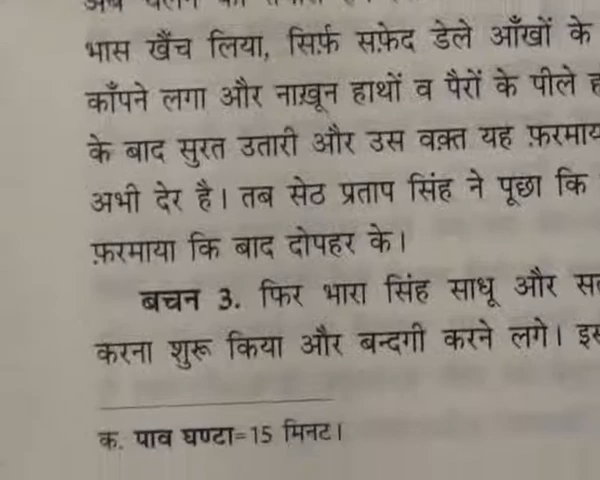 भास खैंच लिया, सिर्फ़ सफ़ेद डेले आँखों के
काँपने लगा और नाख़ून हाथों व पैरों के पीले
के बाद सुरत उतारी और उस वक़्त यह फ़रमाय
अभी देर है। तब सेठ प्रताप सिंह ने पूछा कि
फ़रमाया कि बाद दोपहर के।
बचन 3. फिर भारा सिंह साधू और
करना शुरू किया और बन्दगी करने लगे।
क. पाव घण्टा=15 मिनट।